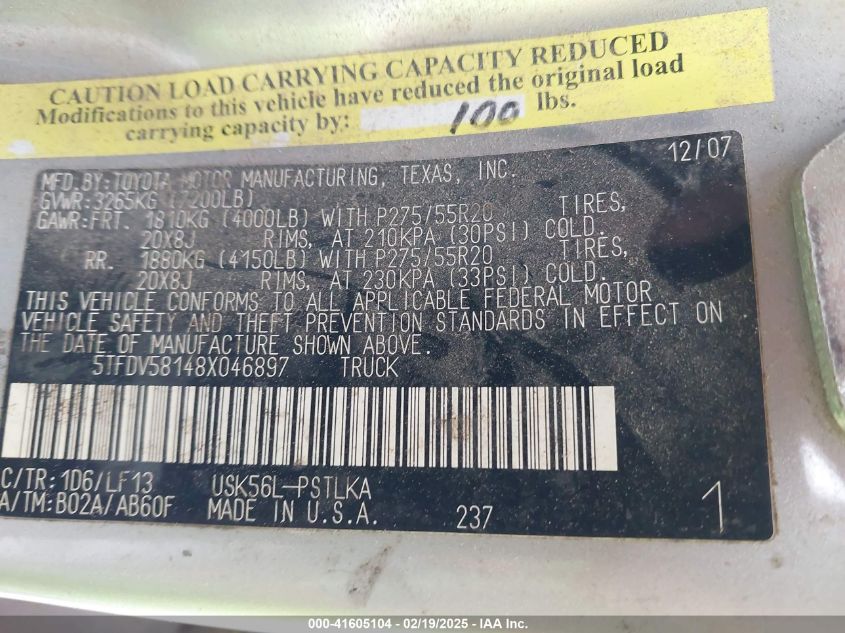 CAUTION LOAD CARRYING CAPACITY REDUCED
Modifications to this vehicle have reduced the original load
carrying capacity by: 100 lbs.
12/07
MFD.BY:TOYOTA MOTOR MANUFACTURING, TEXAS, INC.
GVWR:3265KG (7200LB)
GAWR:FRT. 1810KG (4000LB) WITH P275/55R20 TIRES,
20X8J RIMS, AT 210KPA (30PSI) COLD.
RR. 1880KG (4150LB) WITH P275/55R20 TIRES,
20X8J RIMS, AT 230KPA (33PSI) COLD.
THIS VEHICLE CONFORMS TO ALL APPLICABLE FEDERAL MOTOR
VEHICLE SAFETY AND THEFT PREVENTION STANDARDS IN EFFECT ON
THE DATE OF MANUFACTURE SHOWN ABOVE.
5TFDV58148X046897 TRUCK
C/TR:1D6/LF13 USK56L-PSTLKA
A/TM:B02A/AB60F MADE IN U.S.A. 237 1
000-41605104 - 02/19/2025 - IAA Inc.